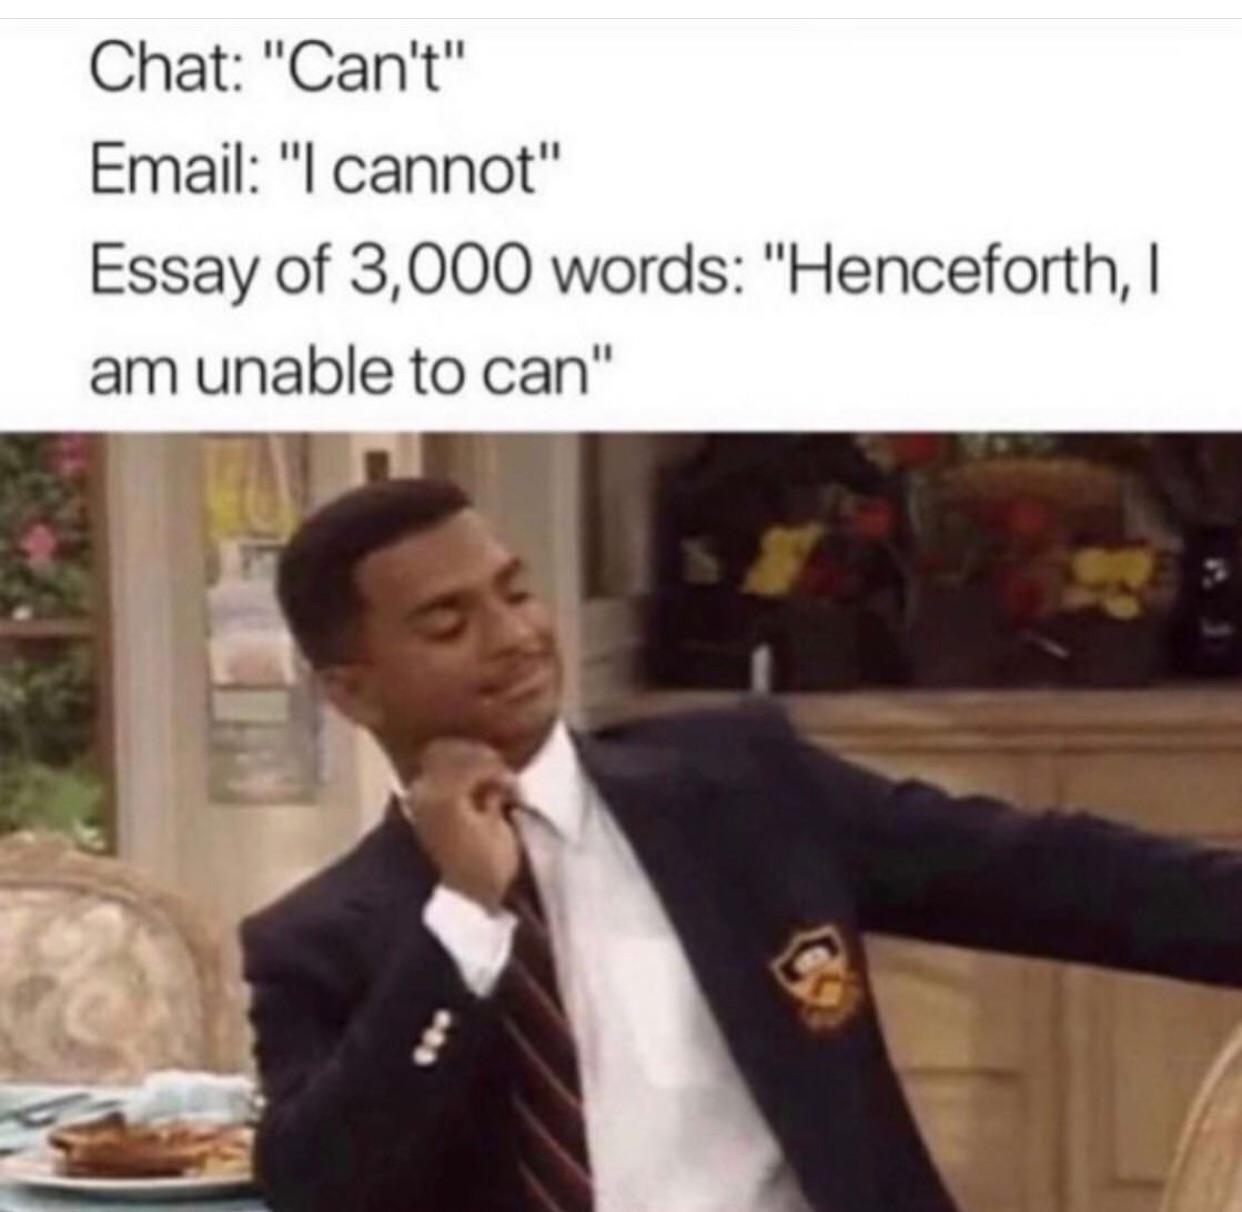 Chat: "Can't"
Email: "I cannot"
Essay of 3,000 words: "Henceforth, I
am unable to can"